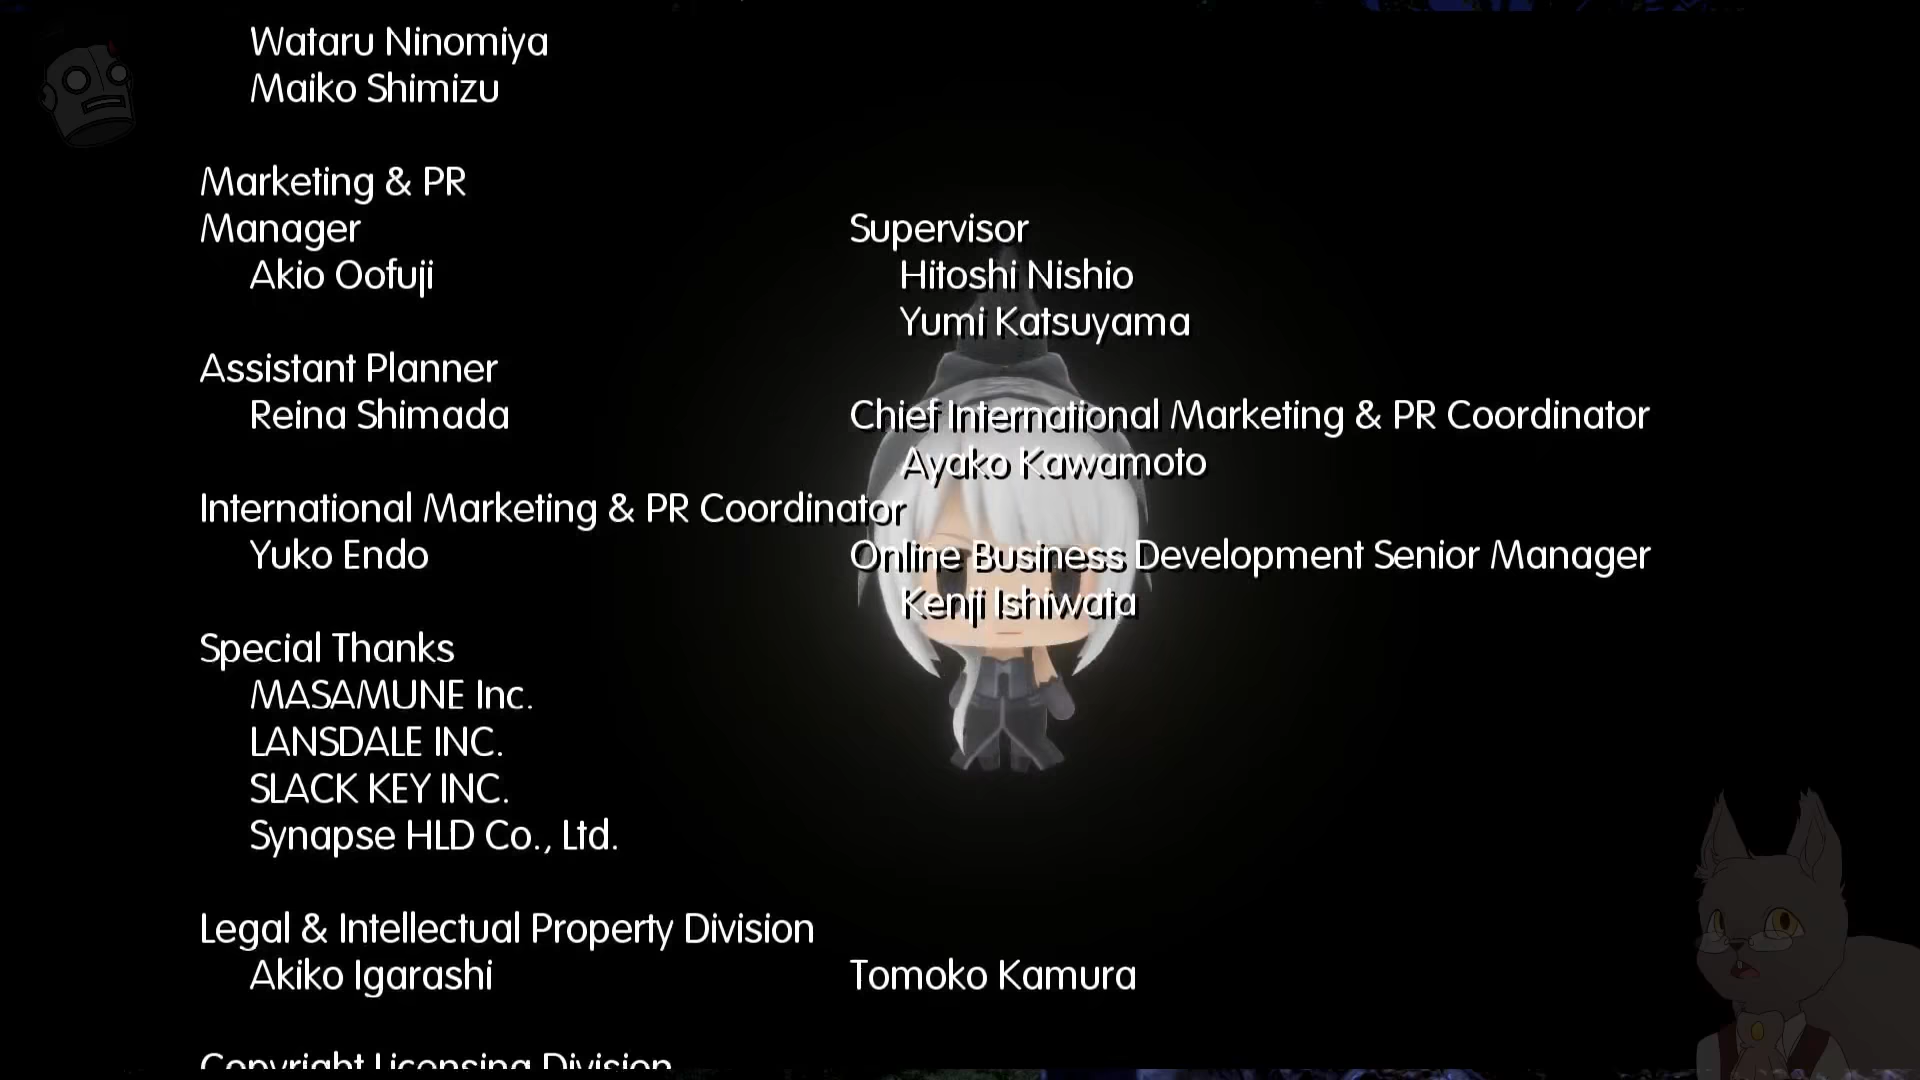 Wataru Ninomiya
Maiko Shimizu
Marketing & PR
Manager
Akio Oofuji
Supervisor
Hitoshi Nishio
Yumi Katsuyama
Assistant Planner
Reina Shimada
Chief International Marketing & PR Coordinator
Ayako Kawamoto
International Marketing & PR Coordinator
Yuko Endo
Online Business Development Senior Manager
Kenji Ishiwata
Special Thanks
MASAMUNE Inc.
LANSDALE INC.
SLACK KEY INC.
Synapse HLD Co., Ltd.
Legal & Intellectual Property Division
Akiko Igarashi
Tomoko Kamura
Copyright Licensing Division